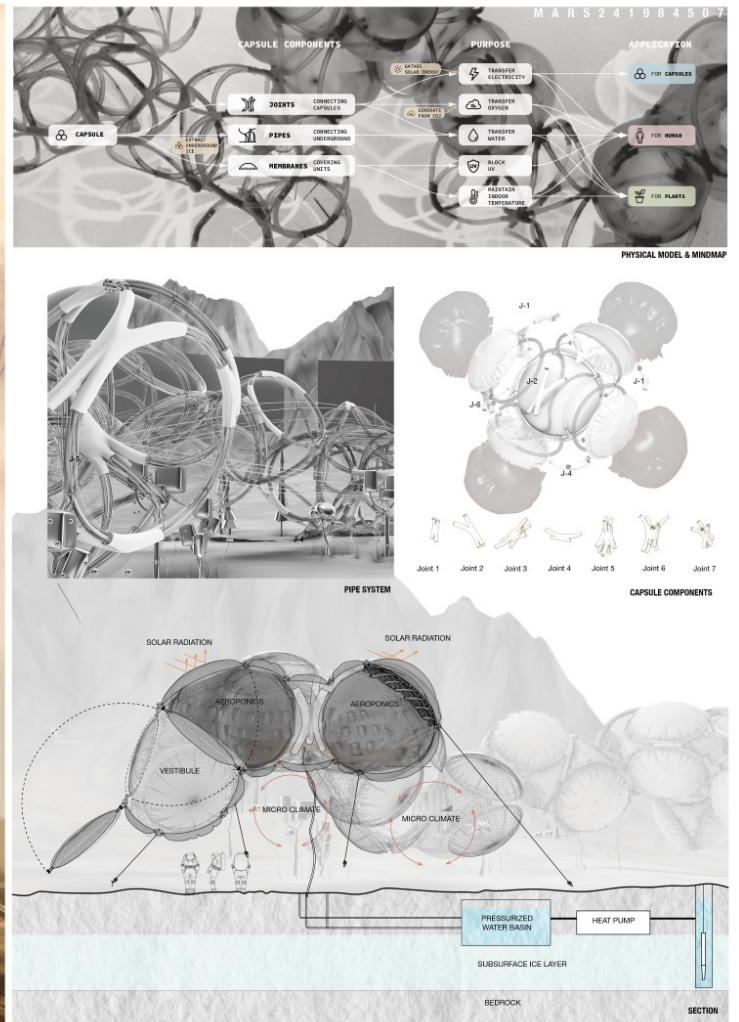 MARS241984507
CAPSULE COMPONENTS
PURPOSE
APPLICATION
GATHER
SOLAR ENERGY
TRANSFER
ELECTRICITY
FOR CAPSULES
JOINTS
CONNECTING
CAPSULES
GENERATE
FROM CO2
TRANSFER
OXYGEN
CAPSULE
EXTRACT
UNDERGROUND
ICE
PIPES
CONNECTING
UNDERGROUND
TRANSFER
WATER
FOR HUMAN
MEMBRANES
COVERING
UNITS
UV
BLOCK
UV
MAINTAIN
INDOOR
TEMPERATURE
FOR PLANTS
PHYSICAL MODEL & MINDMAP
J-2
PIPE SYSTEM
J-1
J-2
J-1
J-6
J-4
Joint 1
Joint 2
Joint 3
Joint 4
Joint 5
Joint 6
Joint 7
CAPSULE COMPONENTS
SOLAR RADIATION
SOLAR RADIATION
AEROPONICS
AEROPONICS
VESTIBULE
MICRO CLIMATE
MICRO CLIMATE
PRESSURIZED
WATER BASIN
HEAT PUMP
SUBSURFACE ICE LAYER
BEDROCK
SECTION